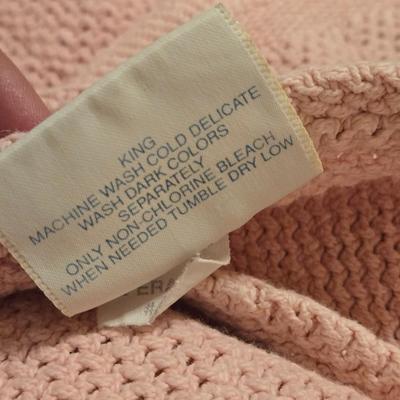 KING
MACHINE WASH COLD DELICATE
WASH DARK COLORS
SEPARATELY
ONLY NON-CHLORINE BLEACH
WHEN NEEDED TUMBLE DRY LOW